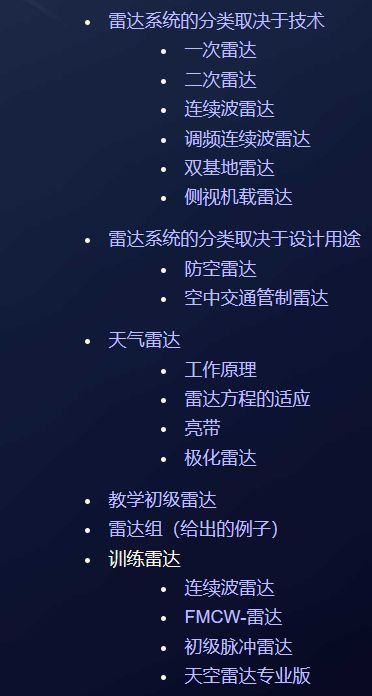 雷达系统的分类取决于技术
一次雷达
二次雷达
连续波雷达
调频连续波雷达
双基地雷达
侧视机载雷达
雷达系统的分类取决于设计用途
防空雷达
空中交通管制雷达
天气雷达
工作原理
雷达方程的适应
亮带
极化雷达
教学初级雷达
雷达组（给出的例子）
训练雷达
连续波雷达
FMCW-雷达
初级脉冲雷达
天空雷达专业版